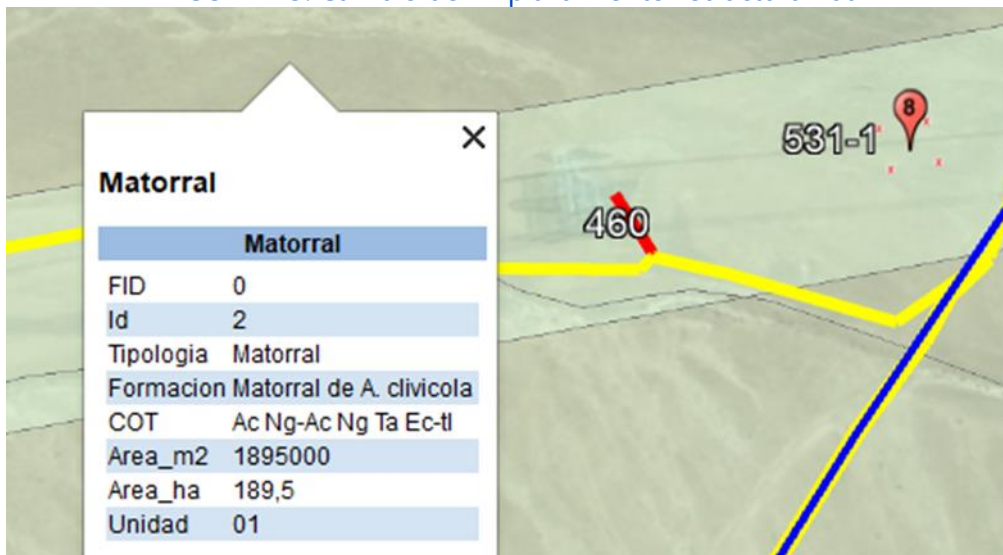 Matorral
Matorral
FID 0
Id 2
Tipologia Matorral
Formacion Matorral de A. clivicola
COT Ac Ng-Ac Ng Ta Ec-tl
Area_m2 1895000
Area_ha 189,5
Unidad 01
460
531-1
8